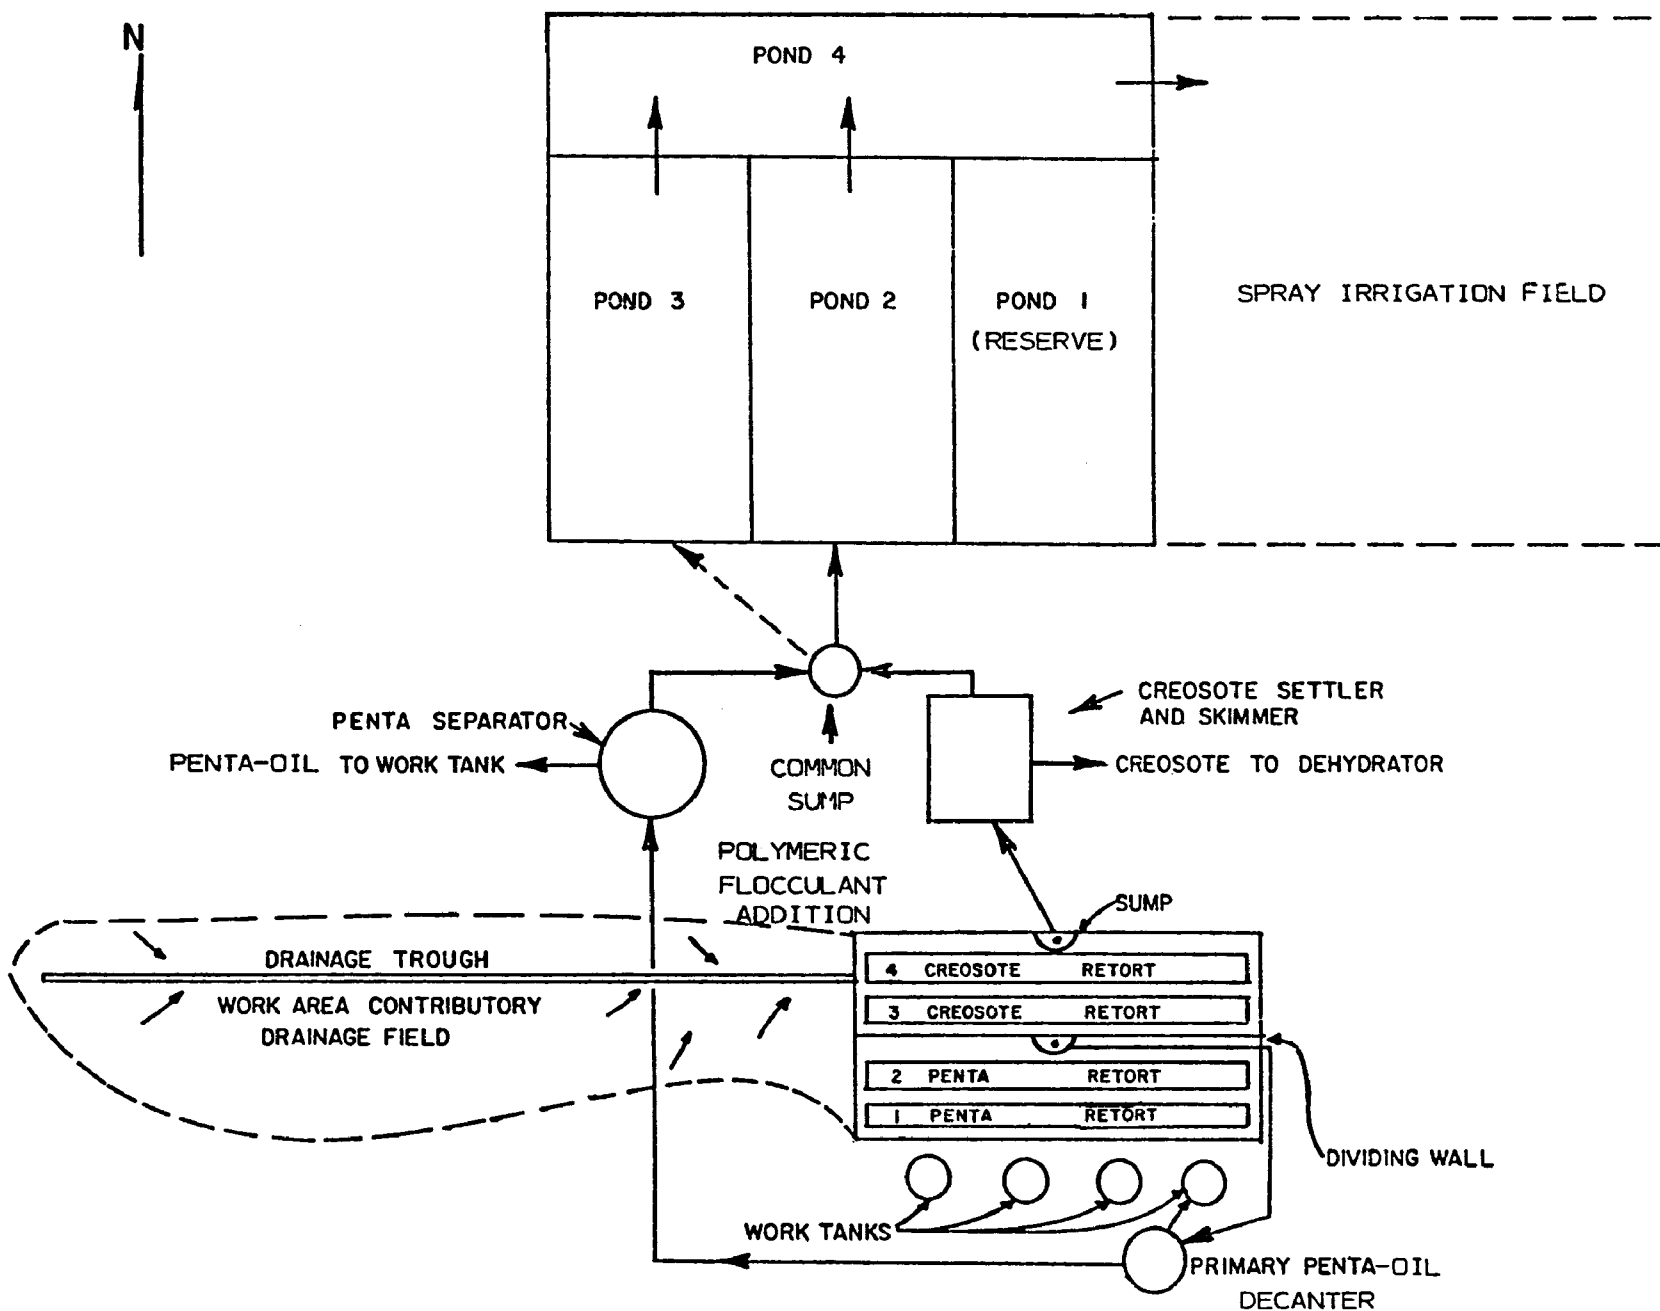 N
POND 4
POND 3
POND 2
POND 1
(RESERVE)
SPRAY IRRIGATION FIELD
CREOSOTE SETTLER
AND SKIMMER
PENTA SEPARATOR
PENTA-OIL TO WORK TANK
COMMON
SUMP
CREOSOTE TO DEHYDRATOR
POLYMERIC
FLOCCULANT
ADDITION
SUMP
DRAINAGE TROUGH
WORK AREA CONTRIBUTORY
DRAINAGE FIELD
4 CREOSOTE RETORT
3 CREOSOTE RETORT
2 PENTA RETORT
1 PENTA RETORT
DIVIDING WALL
WORK TANKS
PRIMARY PENTA-OIL
DECANTER